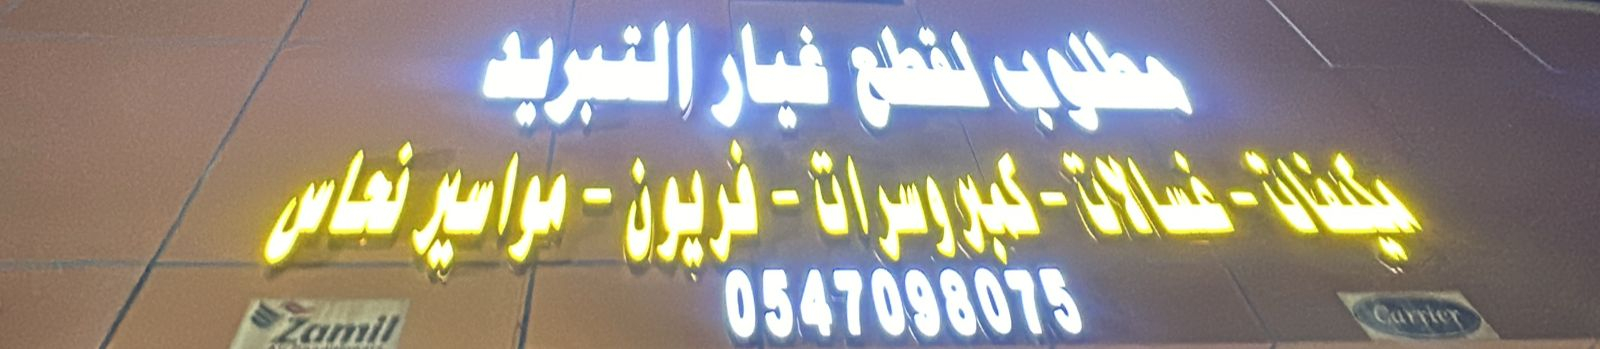 مطلوب لقطع غيار التبريد
مكيفات - غسالات - كمبروسرات - فريون - مواسير نحاس
0547098075
Zamil
Carrier